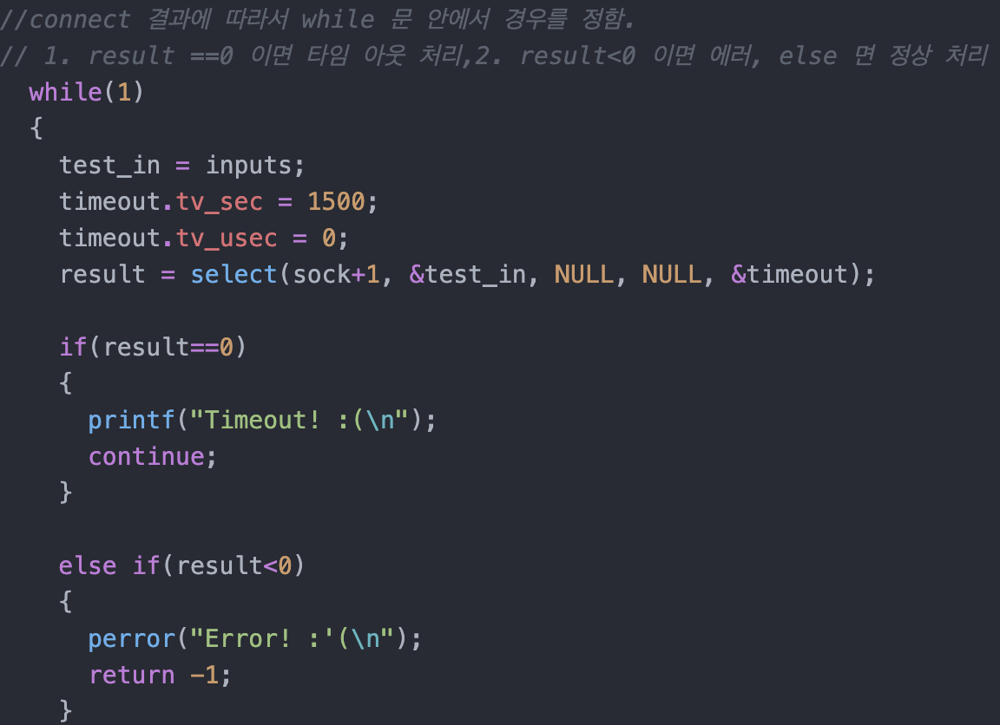 //connect 결과에 따라서 while 문 안에서 경우를 정함.
// 1. result ==0 이면 타임 아웃 처리,2. result<0 이면 에러, else 면 정상 처리
while(1)
{
test_in = inputs;
timeout.tv_sec = 1500;
timeout.tv_usec = 0;
result = select(sock+1, &test_in, NULL, NULL, &timeout);
if(result==0)
{
printf("Timeout! :(\n");
continue;
}
else if(result<0)
{
perror("Error! :'(\n");
return -1;
}